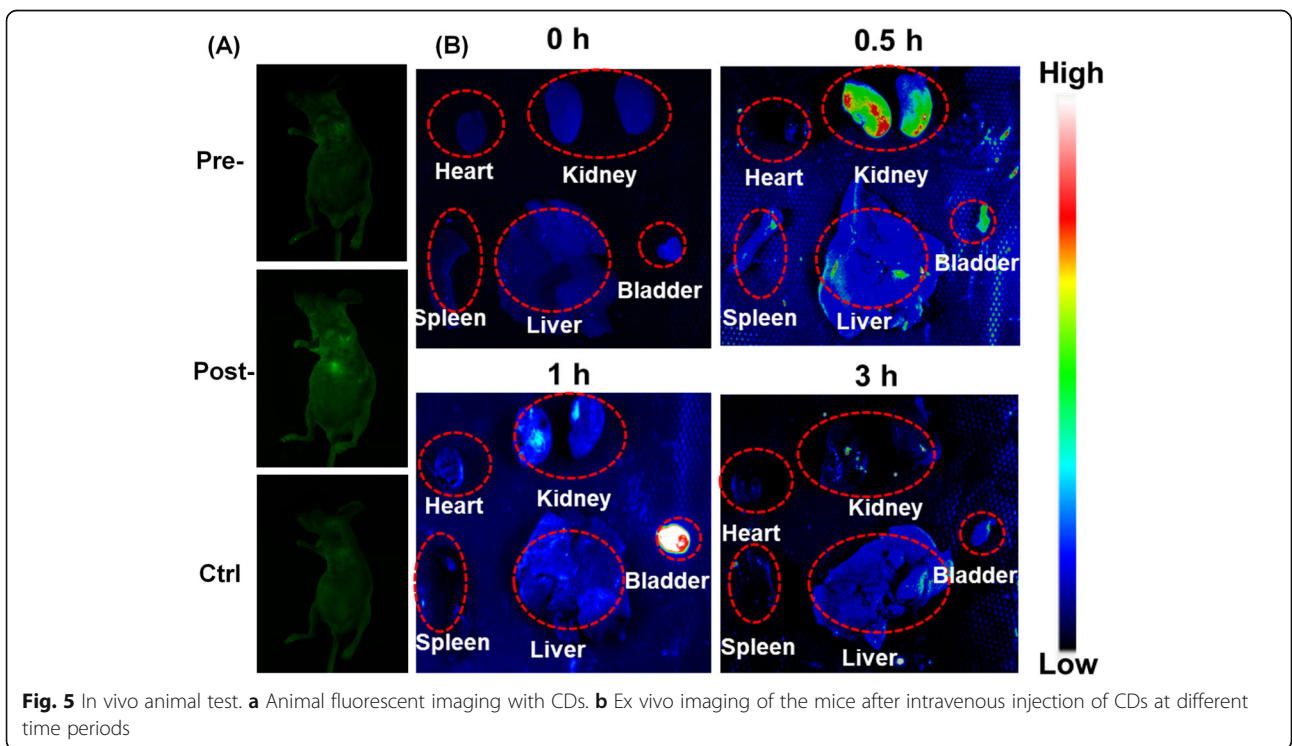 (A)
Pre-
Post-
Ctrl
(B)
0 h
0.5 h
High
Heart
Kidney
Spleen
Liver
Bladder
Heart
Kidney
Spleen
Liver
Bladder
1 h
3 h
Heart
Kidney
Spleen
Liver
Bladder
Heart
Kidney
Spleen
Liver
Bladder
Low
Fig. 5 In vivo animal test. a Animal fluorescent imaging with CDs. b Ex vivo imaging of the mice after intravenous injection of CDs at different
time periods